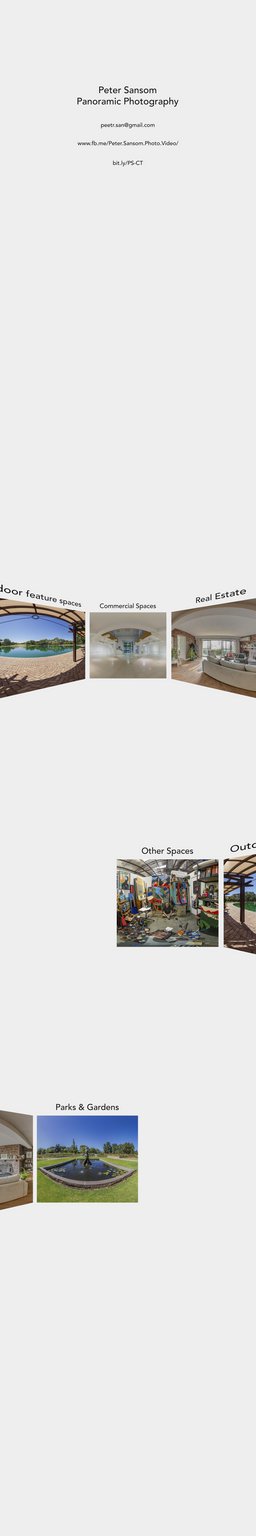 Peter Sansom
Panoramic Photography
peetr.san@gmail.com
www.fb.me/Peter.Sansom.Photo.Video/
bit.ly/PS-CT
door feature spaces
Commercial Spaces
Real Estate
Other Spaces
Outd
Parks & Gardens